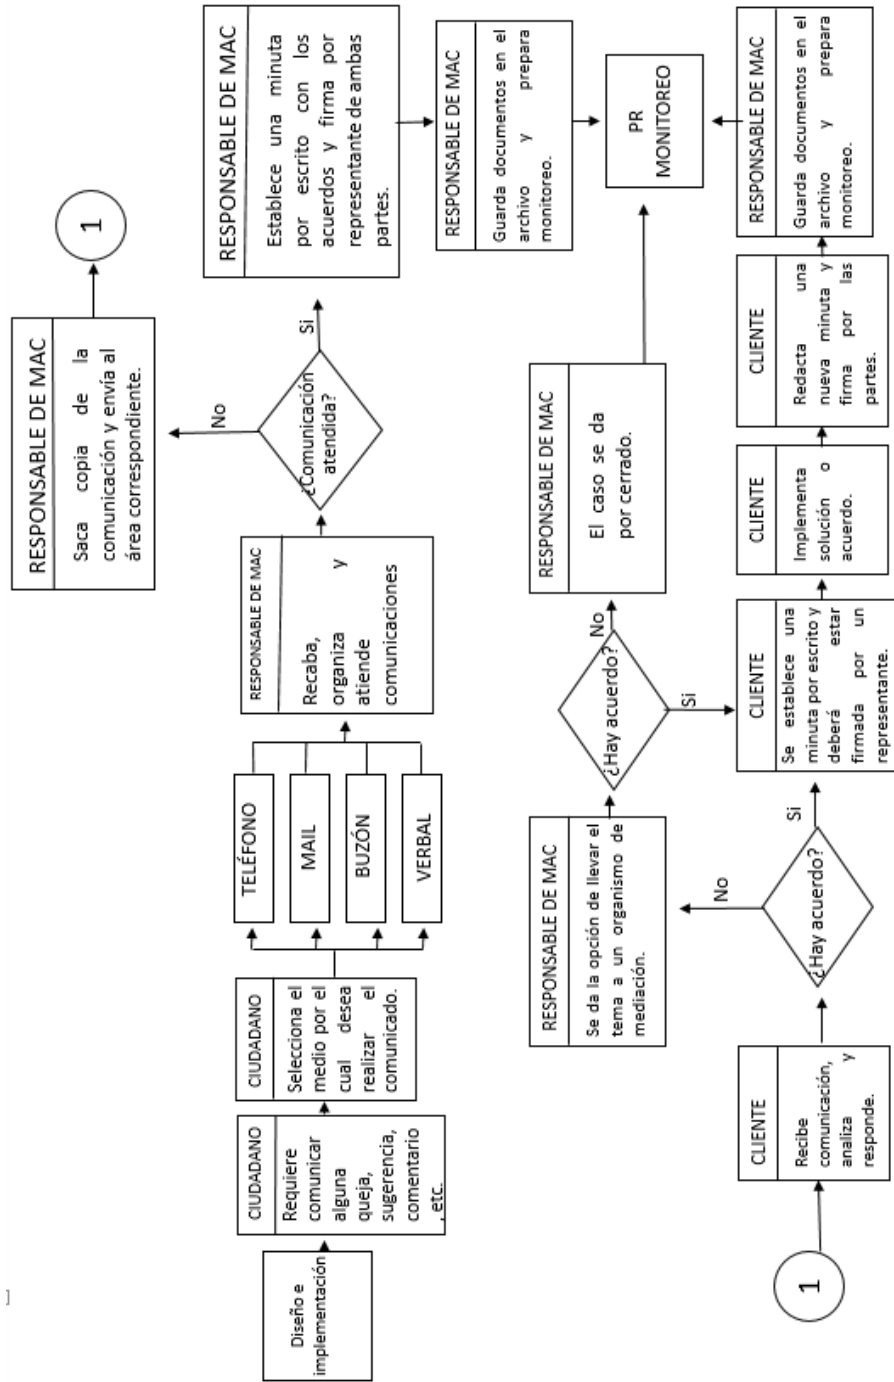 Diseño e
implementación
CIUDADANO
Requiere
comunicar
alguna
queja,
sugerencia,
comentario
, etc.
CIUDADANO
Selecciona el
medio por el
cual desea
realizar el
comunicado.
TELÉFONO
MAIL
BUZÓN
VERBAL
RESPONSABLE DE MAC
Recaba,
organiza y
atiende
comunicaciones
¿Comunicación
atendida?
No
Si
RESPONSABLE DE MAC
Saca copia de la
comunicación y envía al
área correspondiente.
1
RESPONSABLE DE MAC
Establece una minuta
por escrito con los
acuerdos y firma por
representante de ambas
partes.
RESPONSABLE DE MAC
Guarda documentos en el
archivo y prepara
monitoreo.
PR
MONITOREO
1
CLIENTE
Recibe
comunicación,
analiza y
responde.
¿Hay acuerdo?
No
Si
RESPONSABLE DE MAC
Se da la opción de llevar el
tema a un organismo de
mediación.
¿Hay acuerdo?
No
Si
RESPONSABLE DE MAC
El caso se da
por cerrado.
CLIENTE
Se establece una
minuta por escrito y
deberá estar
firmada por un
representante.
CLIENTE
Implementa
solución o
acuerdo.
CLIENTE
Redacta una
nueva minuta y
firma por las
partes.
RESPONSABLE DE MAC
Guarda documentos en el
archivo y prepara
monitoreo.